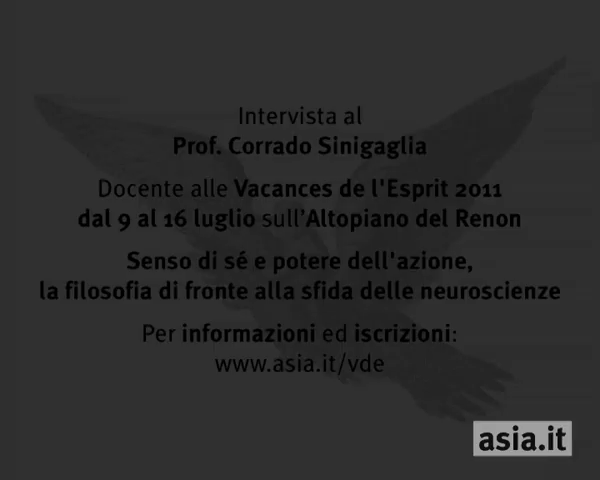 Intervista al
Prof. Corrado Sinigaglia
Docente alle Vacances de l'Esprit 2011
dal 9 al 16 luglio sull'Altopiano del Renon
Senso di sé e potere dell'azione,
la filosofia di fronte alla sfida delle neuroscienze
Per informazioni ed iscrizioni:
www.asia.it/vde
asia.it